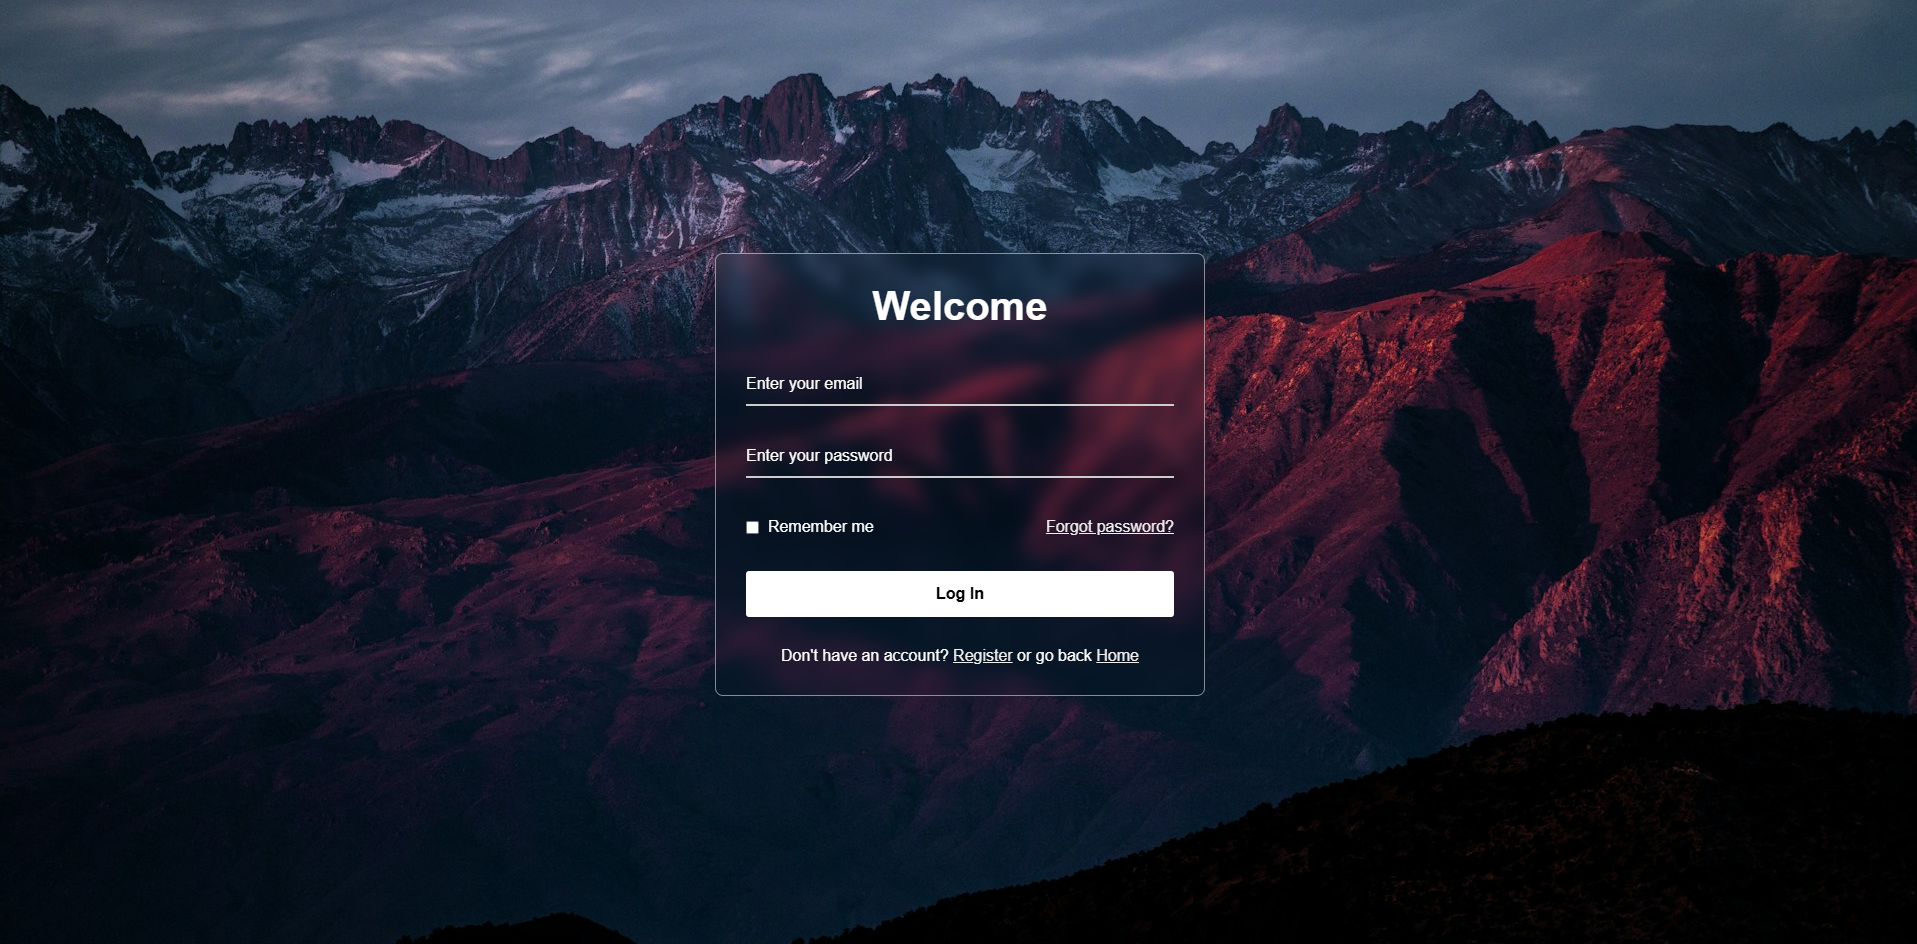 Welcome
Enter your email
Enter your password
Remember me
Forgot password?
Log In
Don't have an account? Register or go back Home